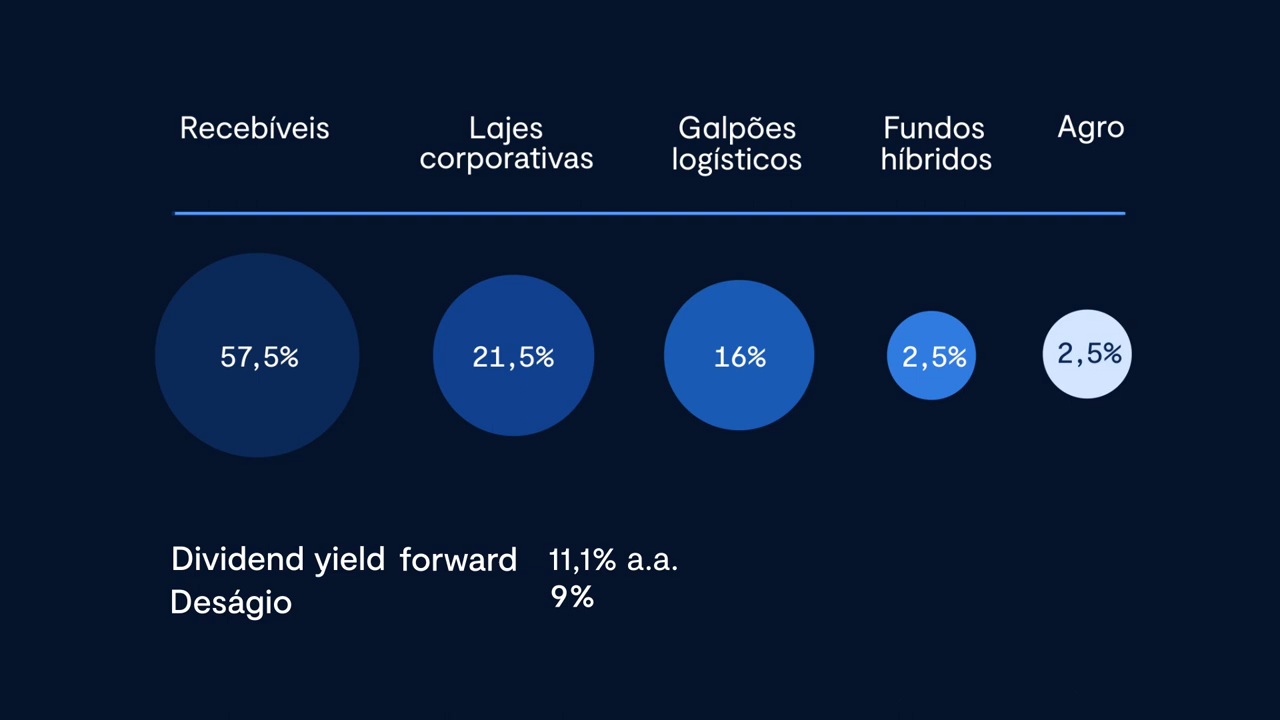 Recebíveis
Lajes
corporativas
Galpões
logísticos
Fundos
híbridos
Agro
57,5%
21,5%
16%
2,5%
2,5%
Dividend yield forward 11,1% a.a.
Deságio 9%